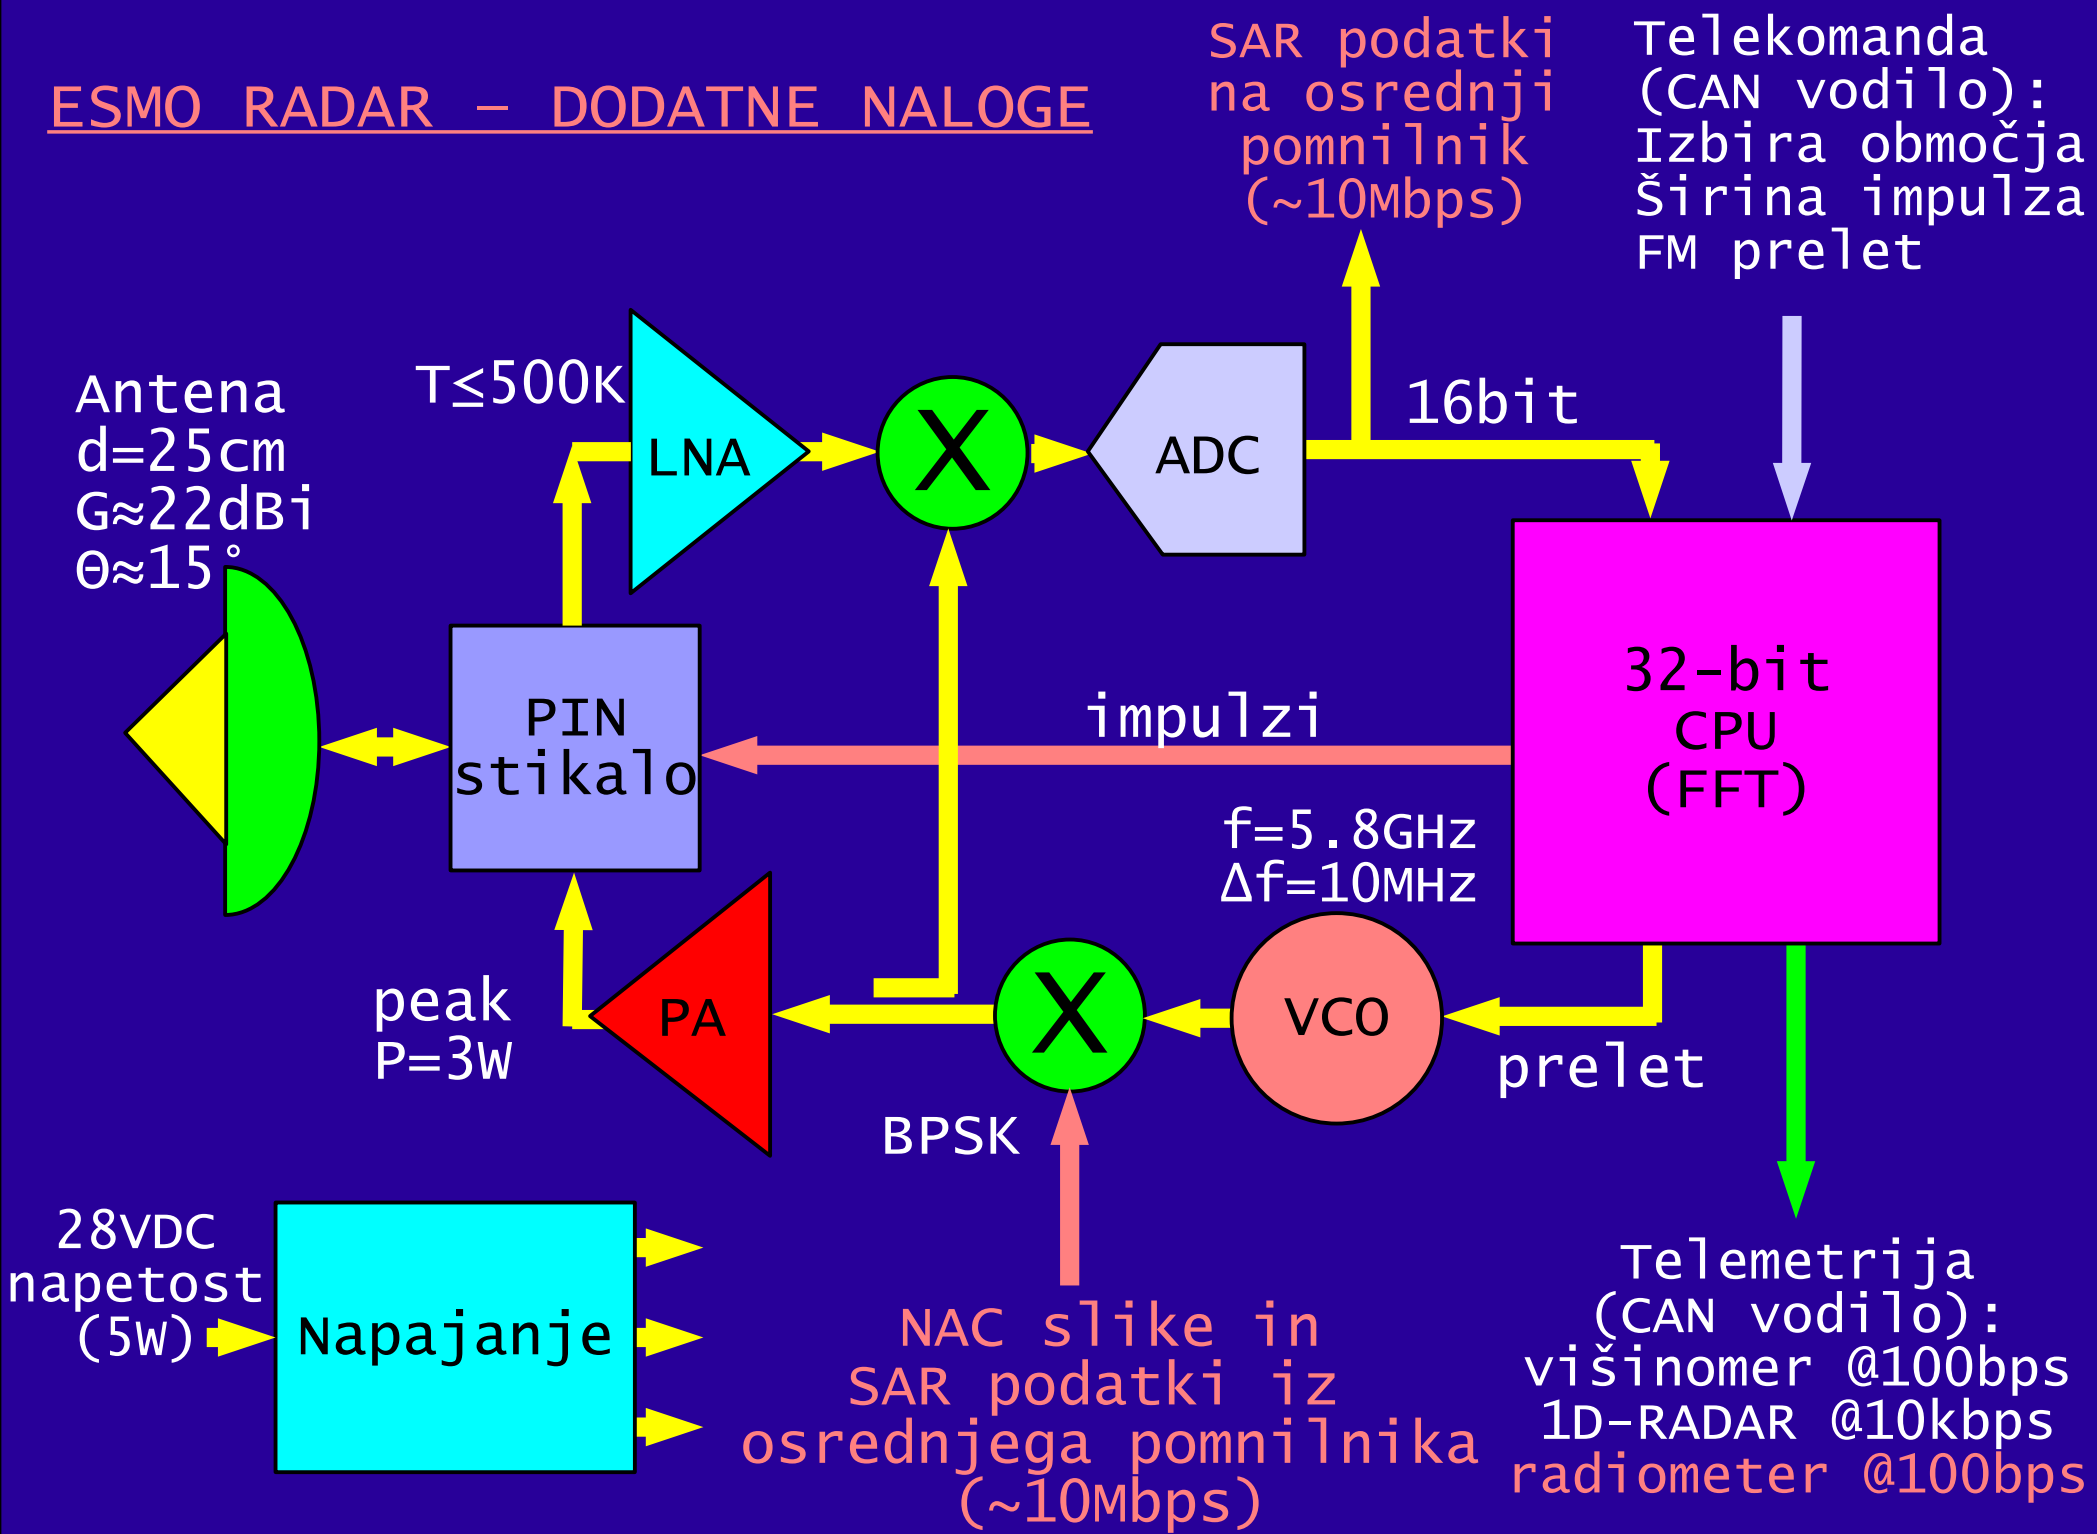 ESMO RADAR – DODATNE NALOGE
SAR podatki
na osrednji
pomnilnik
(~10Mbps)
Telekomanda
(CAN vodilo):
Izbira območja
Širina impulza
FM prelet
Antena
d=25cm
G≈22dBi
Θ≈15°
T≤500K
LNA
X
ADC
16bit
PIN
stikalo
impulzi
32-bit
CPU
(FFT)
f=5.8GHz
Δf=10MHz
peak
P=3W
PA
X
VCO
prelet
BPSK
28VDC
napetost
(5W)
Napajanje
NAC slike in
SAR podatki iz
osrednjega pomnilnika
(~10Mbps)
Telemetrija
(CAN vodilo):
višinomer @100bps
1D-RADAR @10kbps
radiometer @100bps